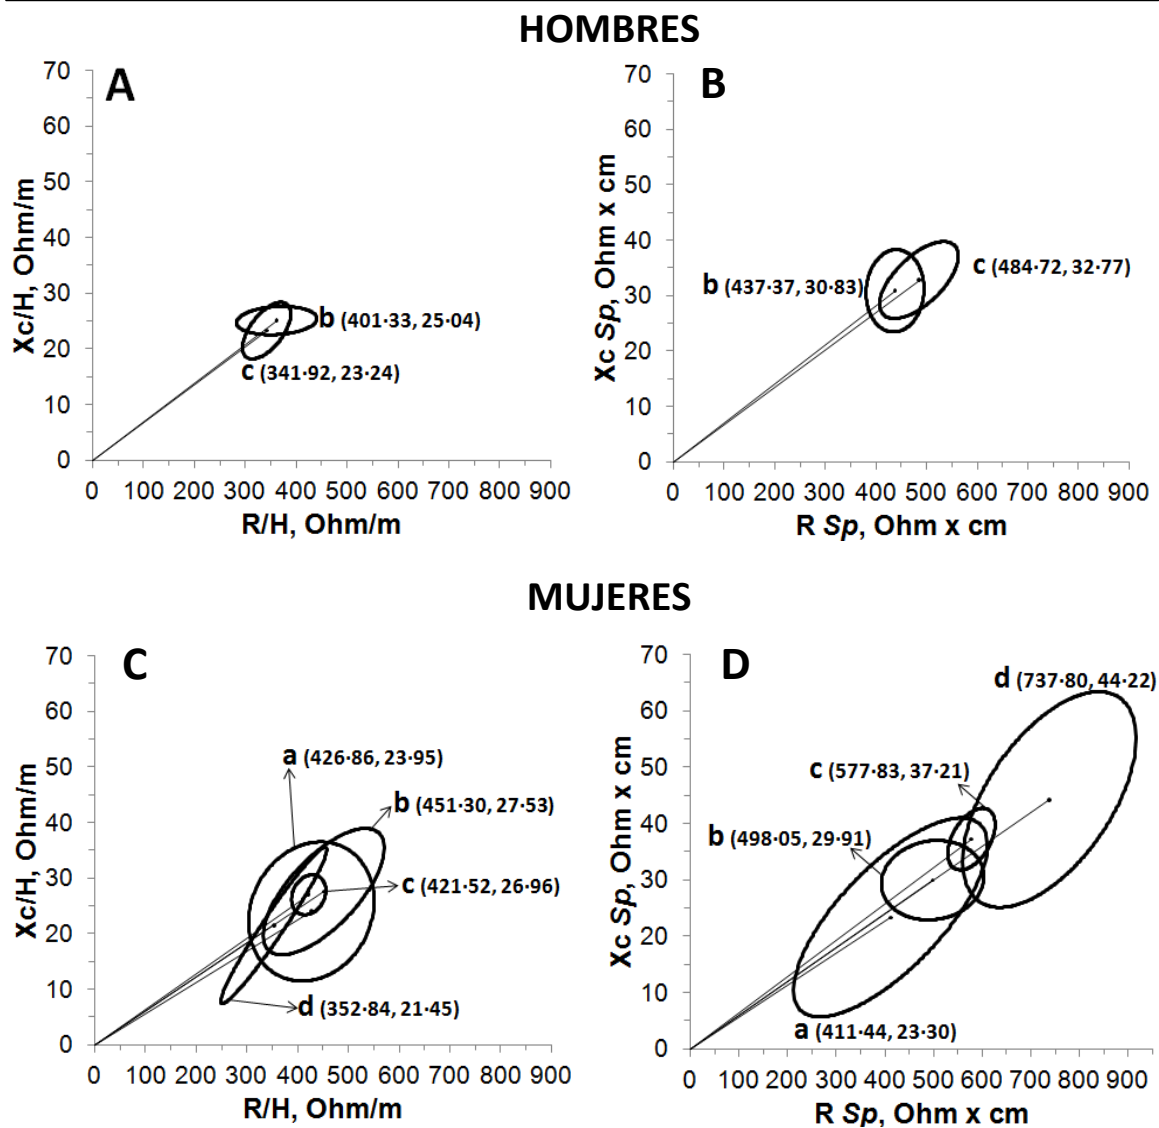 HOMBRES
A
70
60
50
40
30
20
10
0
Xc/H, Ohm/m
b (401·33, 25·04)
c (341·92, 23·24)
0 100 200 300 400 500 600 700 800 900
R/H, Ohm/m
B
70
60
50
40
30
20
10
0
Xc Sp, Ohm x cm
b (437·37, 30·83)
c (484·72, 32·77)
0 100 200 300 400 500 600 700 800 900
R Sp, Ohm x cm
MUJERES
C
70
60
50
40
30
20
10
0
Xc/H, Ohm/m
a (426·86, 23·95)
b (451·30, 27·53)
c (421·52, 26·96)
d (352·84, 21·45)
0 100 200 300 400 500 600 700 800 900
R/H, Ohm/m
D
70
60
50
40
30
20
10
0
Xc Sp, Ohm x cm
d (737·80, 44·22)
c (577·83, 37·21)
b (498·05, 29·91)
a (411·44, 23·30)
0 100 200 300 400 500 600 700 800 900
R Sp, Ohm x cm